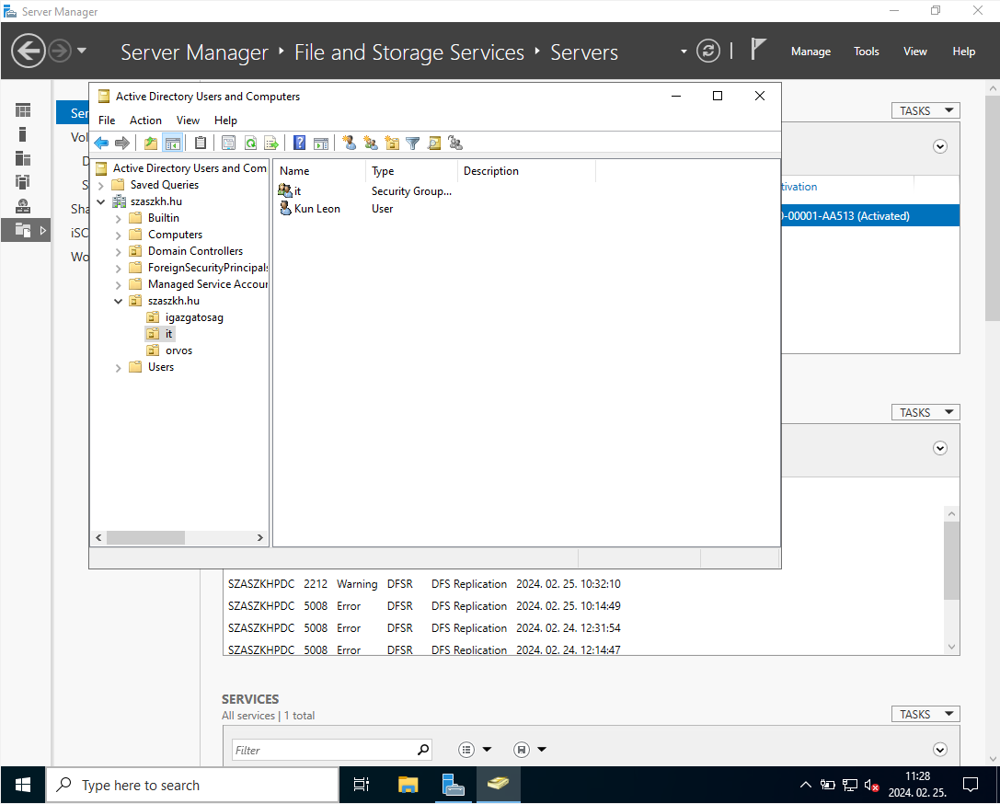 Server Manager
Server Manager File and Storage Services Servers
Manage Tools View Help
Active Directory Users and Computers
File Action View Help
Active Directory Users and Com
Saved Queries
szaszkh.hu
Builtin
Computers
Domain Controllers
ForeignSecurityPrincipals
Managed Service Accour
szaszkh.hu
igazgatosag
it
orvos
Users
Name Type Description
it Security Group...
Kun Leon User
Ser
Vol
D
S
Sha
iSC
Wo
TASKS
tivation
0-00001-AA513 (Activated)
TASKS
SZASZKHPDC 2212 Warning DFSR DFS Replication 2024. 02. 25. 10:32:10
SZASZKHPDC 5008 Error DFSR DFS Replication 2024. 02. 25. 10:14:49
SZASZKHPDC 5008 Error DFSR DFS Replication 2024. 02. 24. 12:31:54
SZASZKHPDC 5008 Error DFSR DFS Replication 2024. 02. 24. 12:14:47
SERVICES
All services | 1 total
TASKS
Filter
Type here to search
11:28
2024. 02. 25.